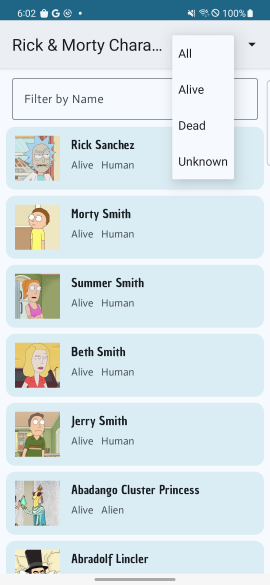 6:02
100%
Rick & Morty Chara...
All
Alive
Dead
Unknown
Filter by Name
Rick Sanchez
Alive Human
Morty Smith
Alive Human
Summer Smith
Alive Human
Beth Smith
Alive Human
Jerry Smith
Alive Human
Abadango Cluster Princess
Alive Alien
Abradolf Lincler